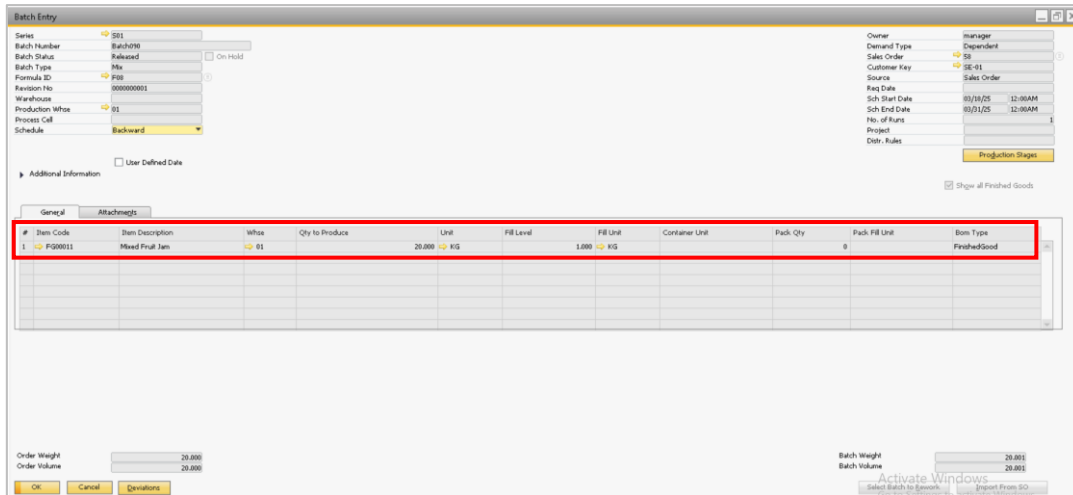 Batch Entry
Series S01
Batch Number Batch090
Batch Status Released On Hold
Batch Type Mix
Formula ID F08
Revision No 0000000001
Warehouse
Production Whse 01
Process Cell
Schedule Backward
User Defined Date
Additional Information
Owner manager
Demand Type Dependent
Sales Order 58
Customer Key SE-01
Source Sales Order
Req Date
Sch Start Date 03/18/25 12:00AM
Sch End Date 03/31/25 12:00AM
No. of Runs 1
Project
Distr. Rules
Production Stages
Show all Finished Goods
General Attachments
# Item Code Item Description Whse Qty to Produce Unit Fill Level Fill Unit Container Unit Pack Qty Pack Fill Unit Bom Type
1 FG00011 Mixed Fruit Jam 01 20.000 KG 1.000 KG 0 FinishedGood
Order Weight 20.000
Order Volume 20.000
Batch Weight 20.001
Batch Volume 20.001
Activate Windows
OK Cancel Deviations Select Batch to Rework Import From SO